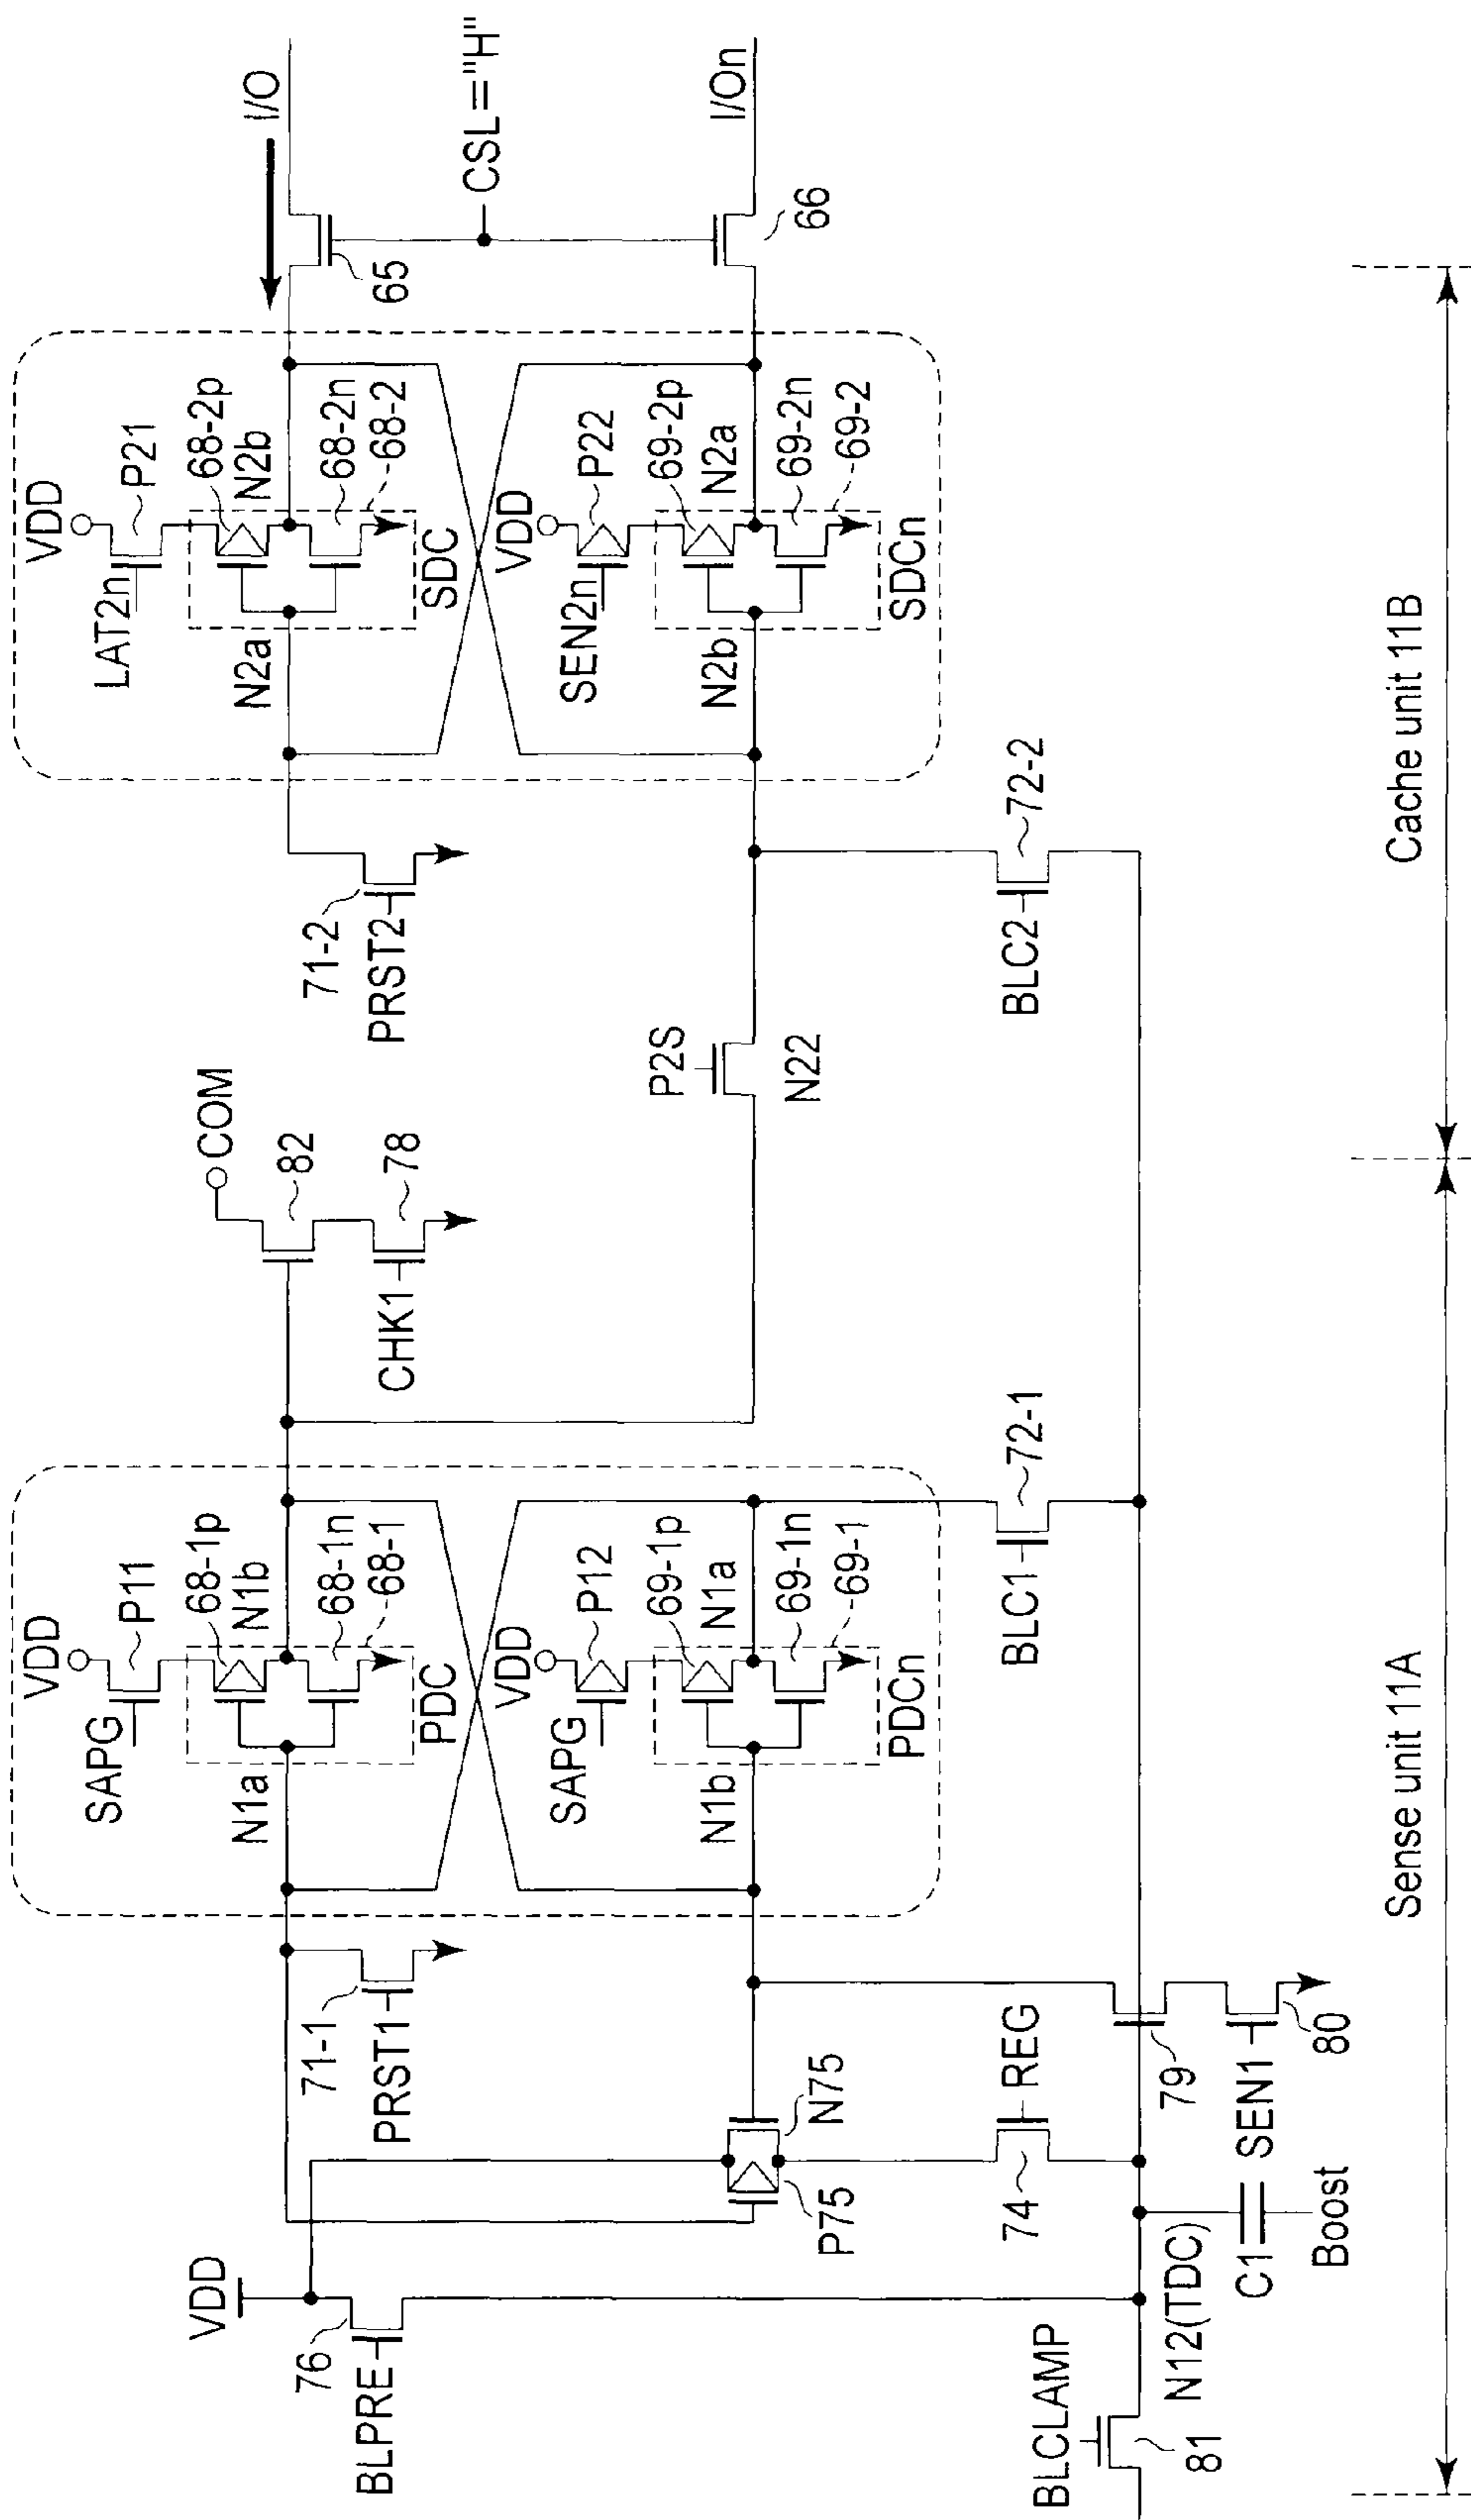 VDD
76
BLPRE
BLCLAMP
81
N12(TDC)
C1
Boost
74
REG
P75
N75
79
SEN1
80
71-1
PRST1
VDD
SAPG
P11
68-1p
N1a
N1b
68-1n
68-1
PDC
VDD
SAPG
P12
69-1p
N1b
N1a
69-1n
69-1
PDCn
BLC1
72-1
COM
82
CHK1
78
P2S
N22
71-2
PRST2
BLC2
72-2
VDD
LAT2n
P21
68-2p
N2a
N2b
68-2n
68-2
SDC
VDD
SEN2n
P22
69-2p
N2b
N2a
69-2n
69-2
SDCn
I/O
65
CSL="H"
66
I/On
Sense unit 11A
Cache unit 11B